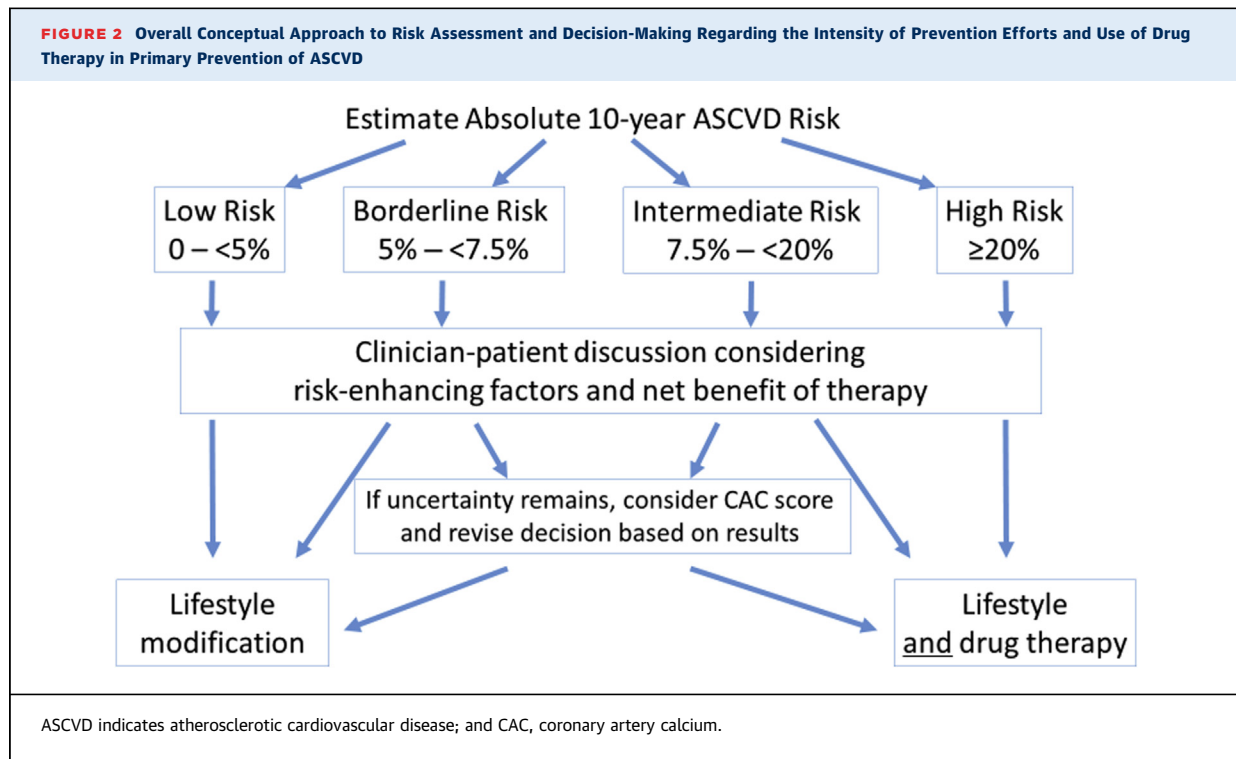 FIGURE 2 Overall Conceptual Approach to Risk Assessment and Decision-Making Regarding the Intensity of Prevention Efforts and Use of Drug
Therapy in Primary Prevention of ASCVD
Estimate Absolute 10-year ASCVD Risk
Low Risk
0 – <5%
Borderline Risk
5% – <7.5%
Intermediate Risk
7.5% – <20%
High Risk
≥20%
Clinician-patient discussion considering
risk-enhancing factors and net benefit of therapy
If uncertainty remains, consider CAC score
and revise decision based on results
Lifestyle
modification
Lifestyle
and drug therapy
ASCVD indicates atherosclerotic cardiovascular disease; and CAC, coronary artery calcium.